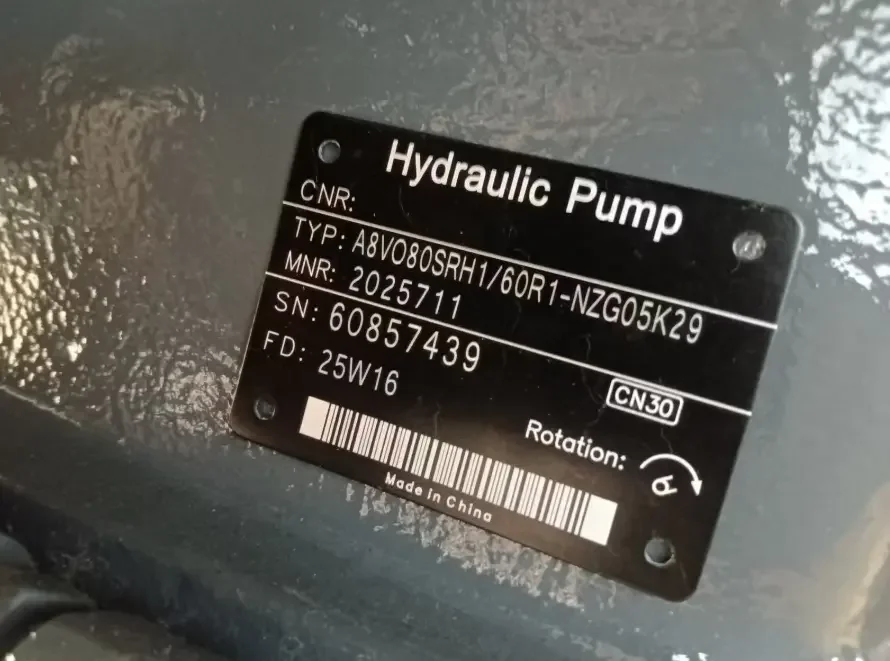 Hydraulic Pump
CNR:
TYP: A8VO80SRH1/60R1-NZG05K29
MNR: 2025711
SN: 60857439
FD: 25W16
CN30
Rotation:
Made in China